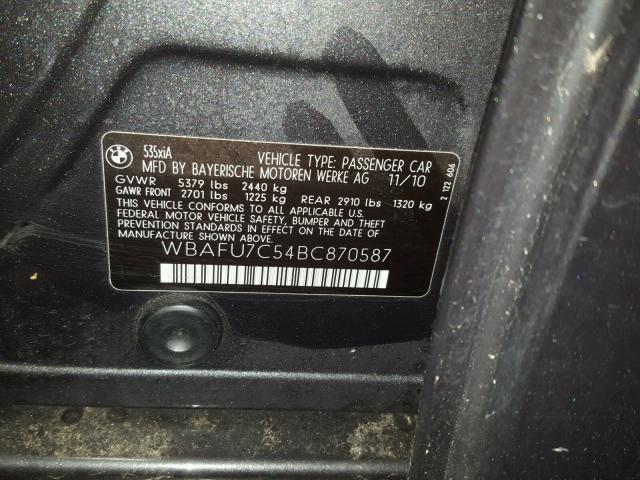 BMW
535xiA
VEHICLE TYPE: PASSENGER CAR
MFD BY BAYERISCHE MOTOREN WERKE AG 11/10
GVWR 5379 lbs 2440 kg
GAWR FRONT 2701 lbs 1225 kg REAR 2910 lbs 1320 kg
THIS VEHICLE CONFORMS TO ALL APPLICABLE U.S.
FEDERAL MOTOR VEHICLE SAFETY, BUMPER AND THEFT
PREVENTION STANDARDS IN EFFECT ON THE DATE OF
MANUFACTURE SHOWN ABOVE.
WBAFU7C54BC870587
2 122 606